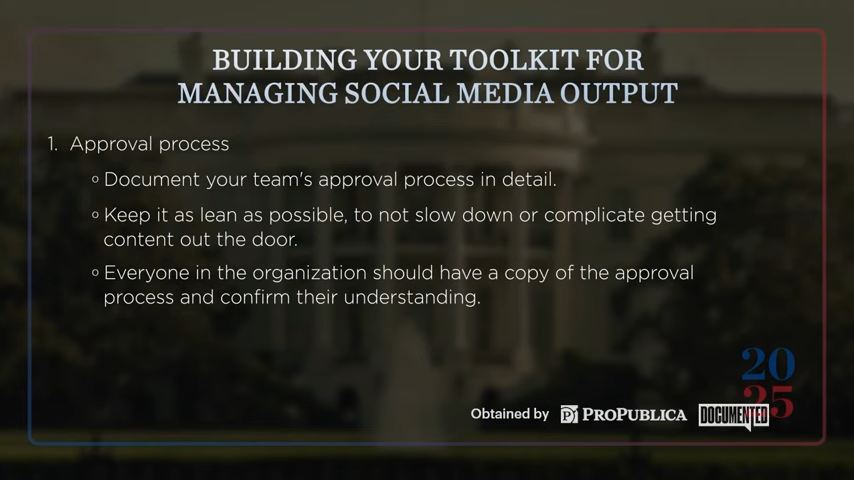 BUILDING YOUR TOOLKIT FOR
MANAGING SOCIAL MEDIA OUTPUT
1. Approval process
Document your team's approval process in detail.
Keep it as lean as possible, to not slow down or complicate getting
content out the door.
Everyone in the organization should have a copy of the approval
process and confirm their understanding.
20
25
Obtained by PROPUBLICA DOCUMENTED